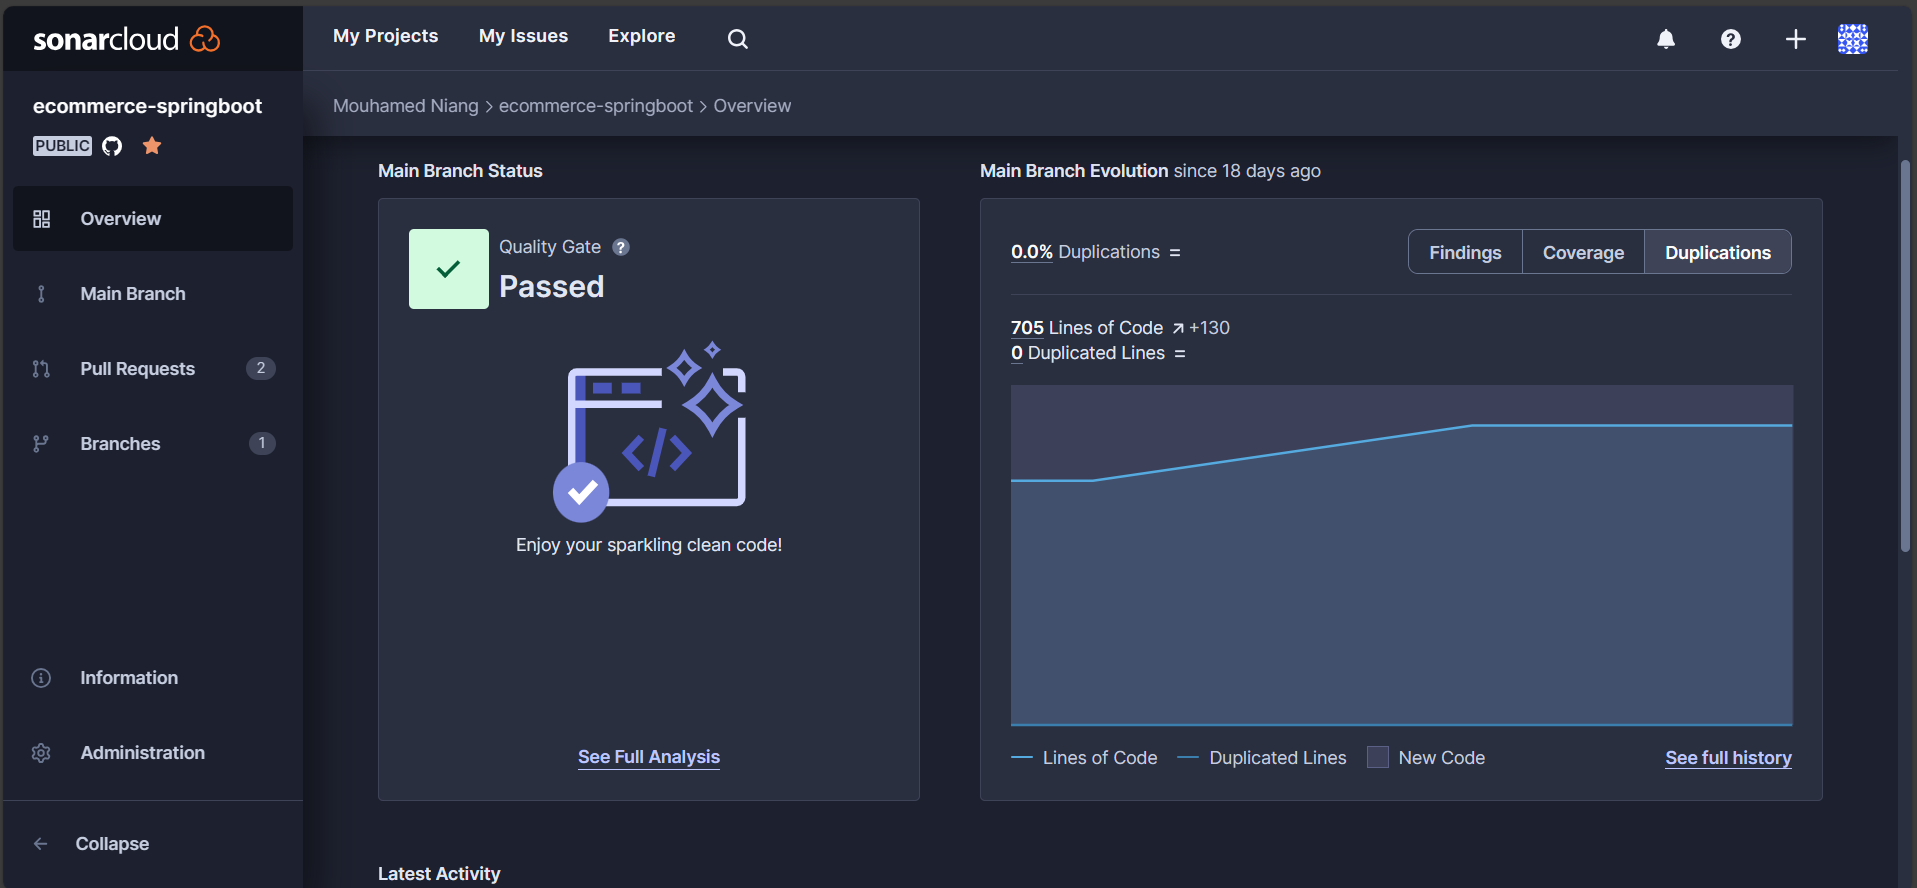 sonarcloud
My Projects My Issues Explore
ecommerce-springboot
PUBLIC
Mouhamed Niang > ecommerce-springboot > Overview
Overview
Main Branch
Pull Requests 2
Branches 1
Information
Administration
Collapse
Main Branch Status
Quality Gate ?
Passed
</>
Enjoy your sparkling clean code!
See Full Analysis
Main Branch Evolution since 18 days ago
0.0% Duplications =
Findings Coverage Duplications
705 Lines of Code +130
0 Duplicated Lines =
Lines of Code Duplicated Lines New Code See full history
Latest Activity